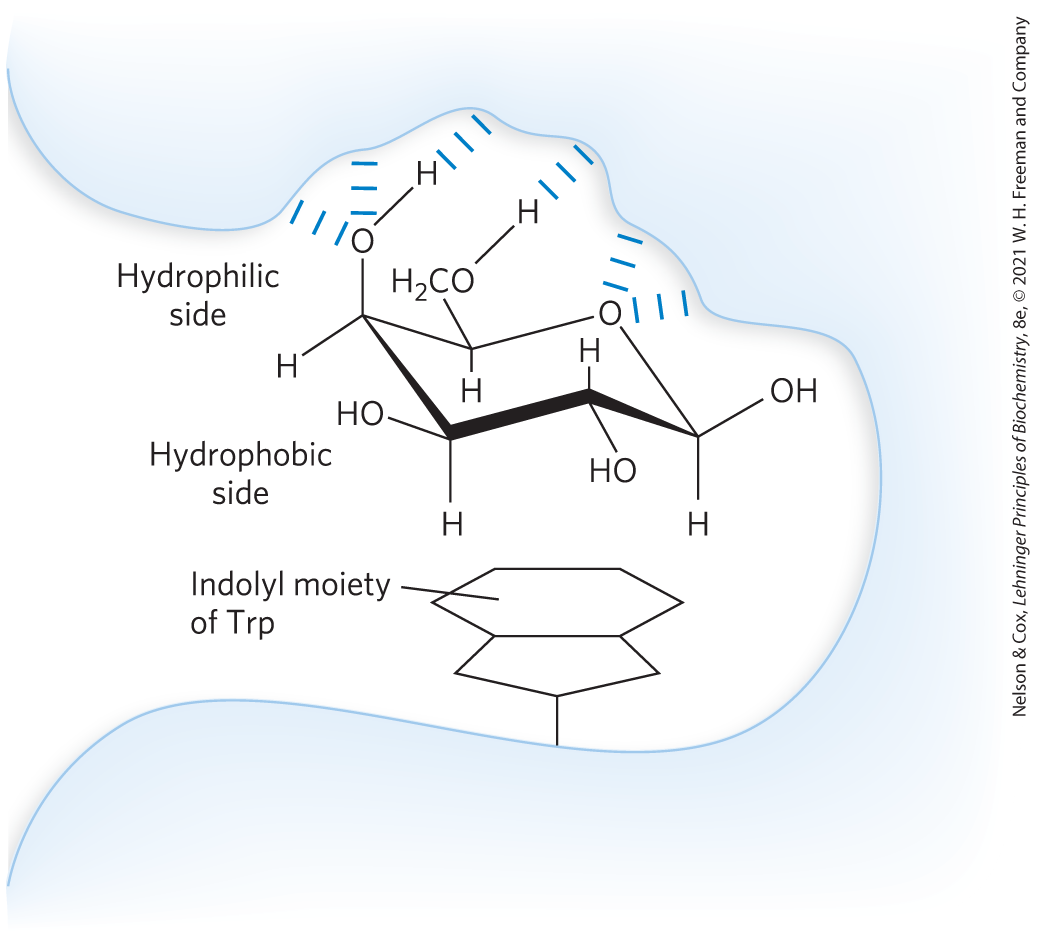 H
H
O
Hydrophilic
side
H₂CO
O
H
H
H
OH
HO
Hydrophobic
side
HO
H
H
Indolyl moiety
of Trp
Nelson & Cox, Lehninger Principles of Biochemistry, 8e, © 2021 W. H. Freeman and Company